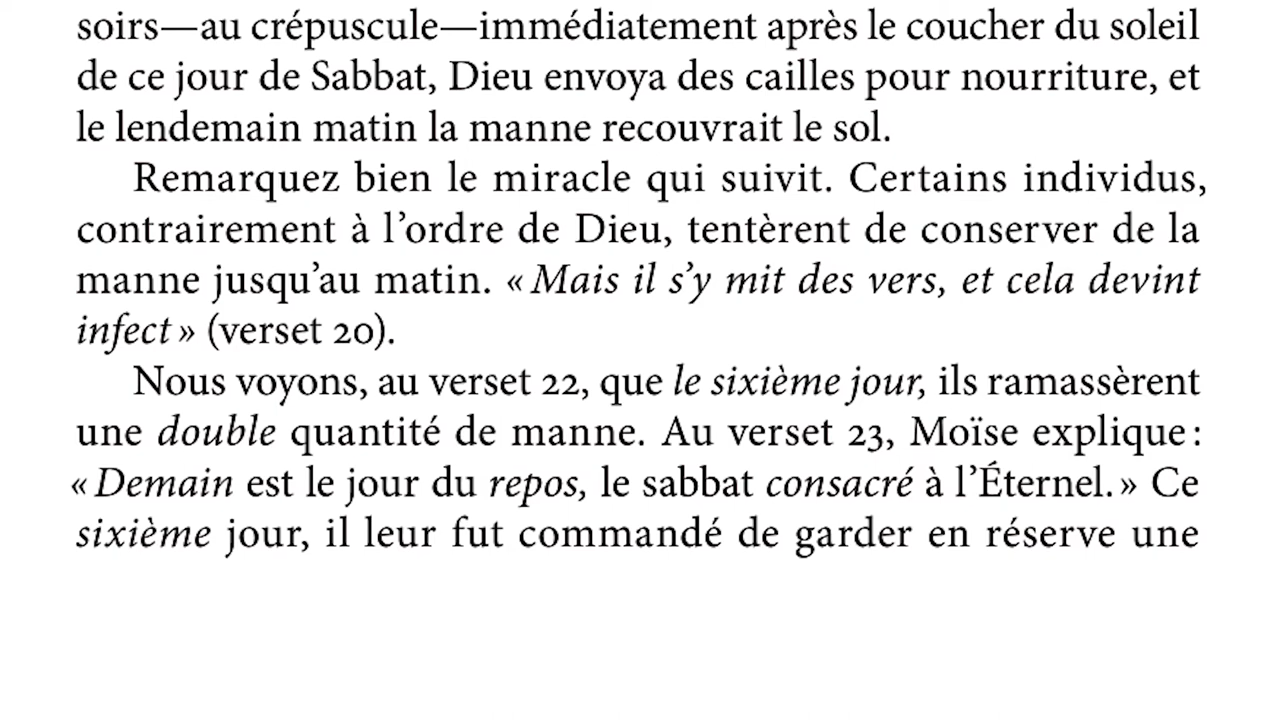 soirs—au crépuscule—immédiatement après le coucher du soleil
de ce jour de Sabbat, Dieu envoya des cailles pour nourriture, et
le lendemain matin la manne recouvrait le sol.
Remarquez bien le miracle qui suivit. Certains individus,
contrairement à l’ordre de Dieu, tentèrent de conserver de la
manne jusqu’au matin. « Mais il s’y mit des vers, et cela devint
infect » (verset 20).
Nous voyons, au verset 22, que le sixième jour, ils ramassèrent
une double quantité de manne. Au verset 23, Moïse explique :
« Demain est le jour du repos, le sabbat consacré à l’Éternel. » Ce
sixième jour, il leur fut commandé de garder en réserve une